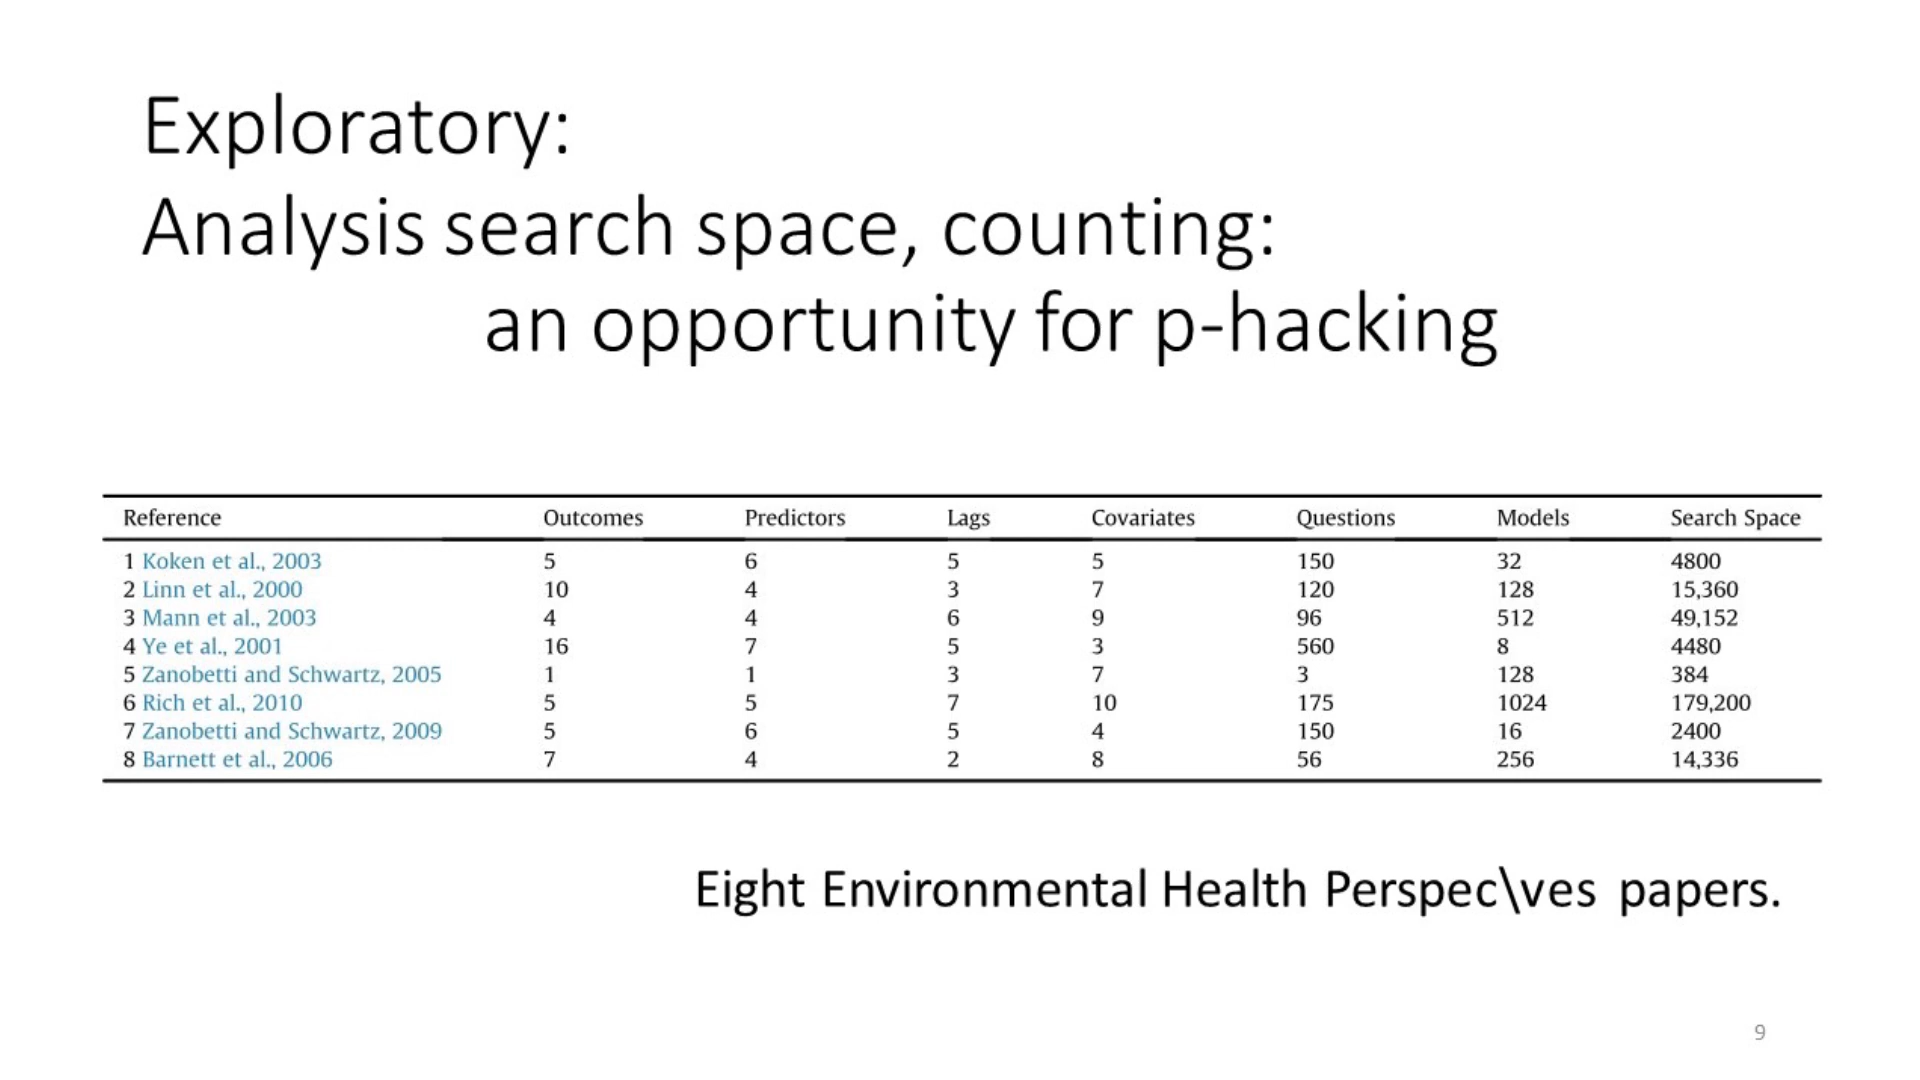 Exploratory:
Analysis search space, counting:
an opportunity for p-hacking
Reference Outcomes Predictors Lags Covariates Questions Models Search Space
1 Koken et al., 2003 5 6 5 5 150 32 4800
2 Linn et al., 2000 10 4 3 7 120 128 15,360
3 Mann et al., 2003 4 4 6 9 96 512 49,152
4 Ye et al., 2001 16 7 5 3 560 8 4480
5 Zanobetti and Schwartz, 2005 1 1 3 7 3 128 384
6 Rich et al., 2010 5 5 7 10 175 1024 179,200
7 Zanobetti and Schwartz, 2009 5 6 5 4 150 16 2400
8 Barnett et al., 2006 7 4 2 8 56 256 14,336
Eight Environmental Health Perspec\ves papers.
9